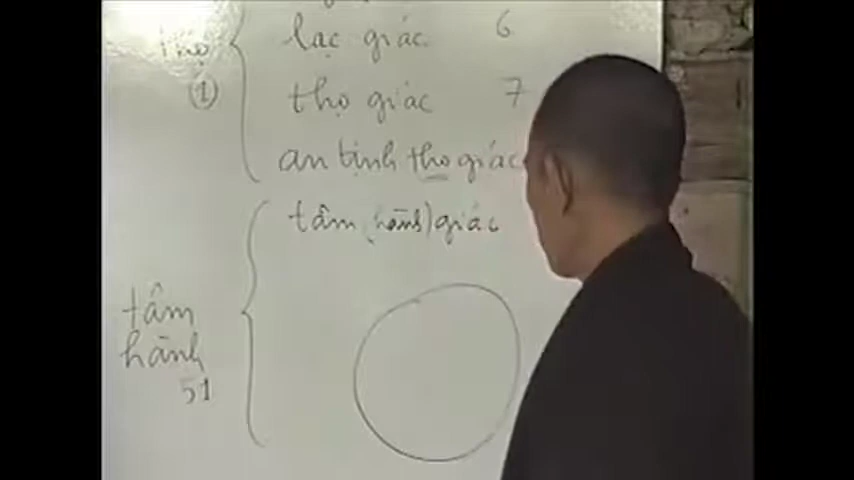 thọ
①
lạc giác 6
thọ giác 7
an tịnh thọ giác
tâm (hành) giác
tâm
hành
51